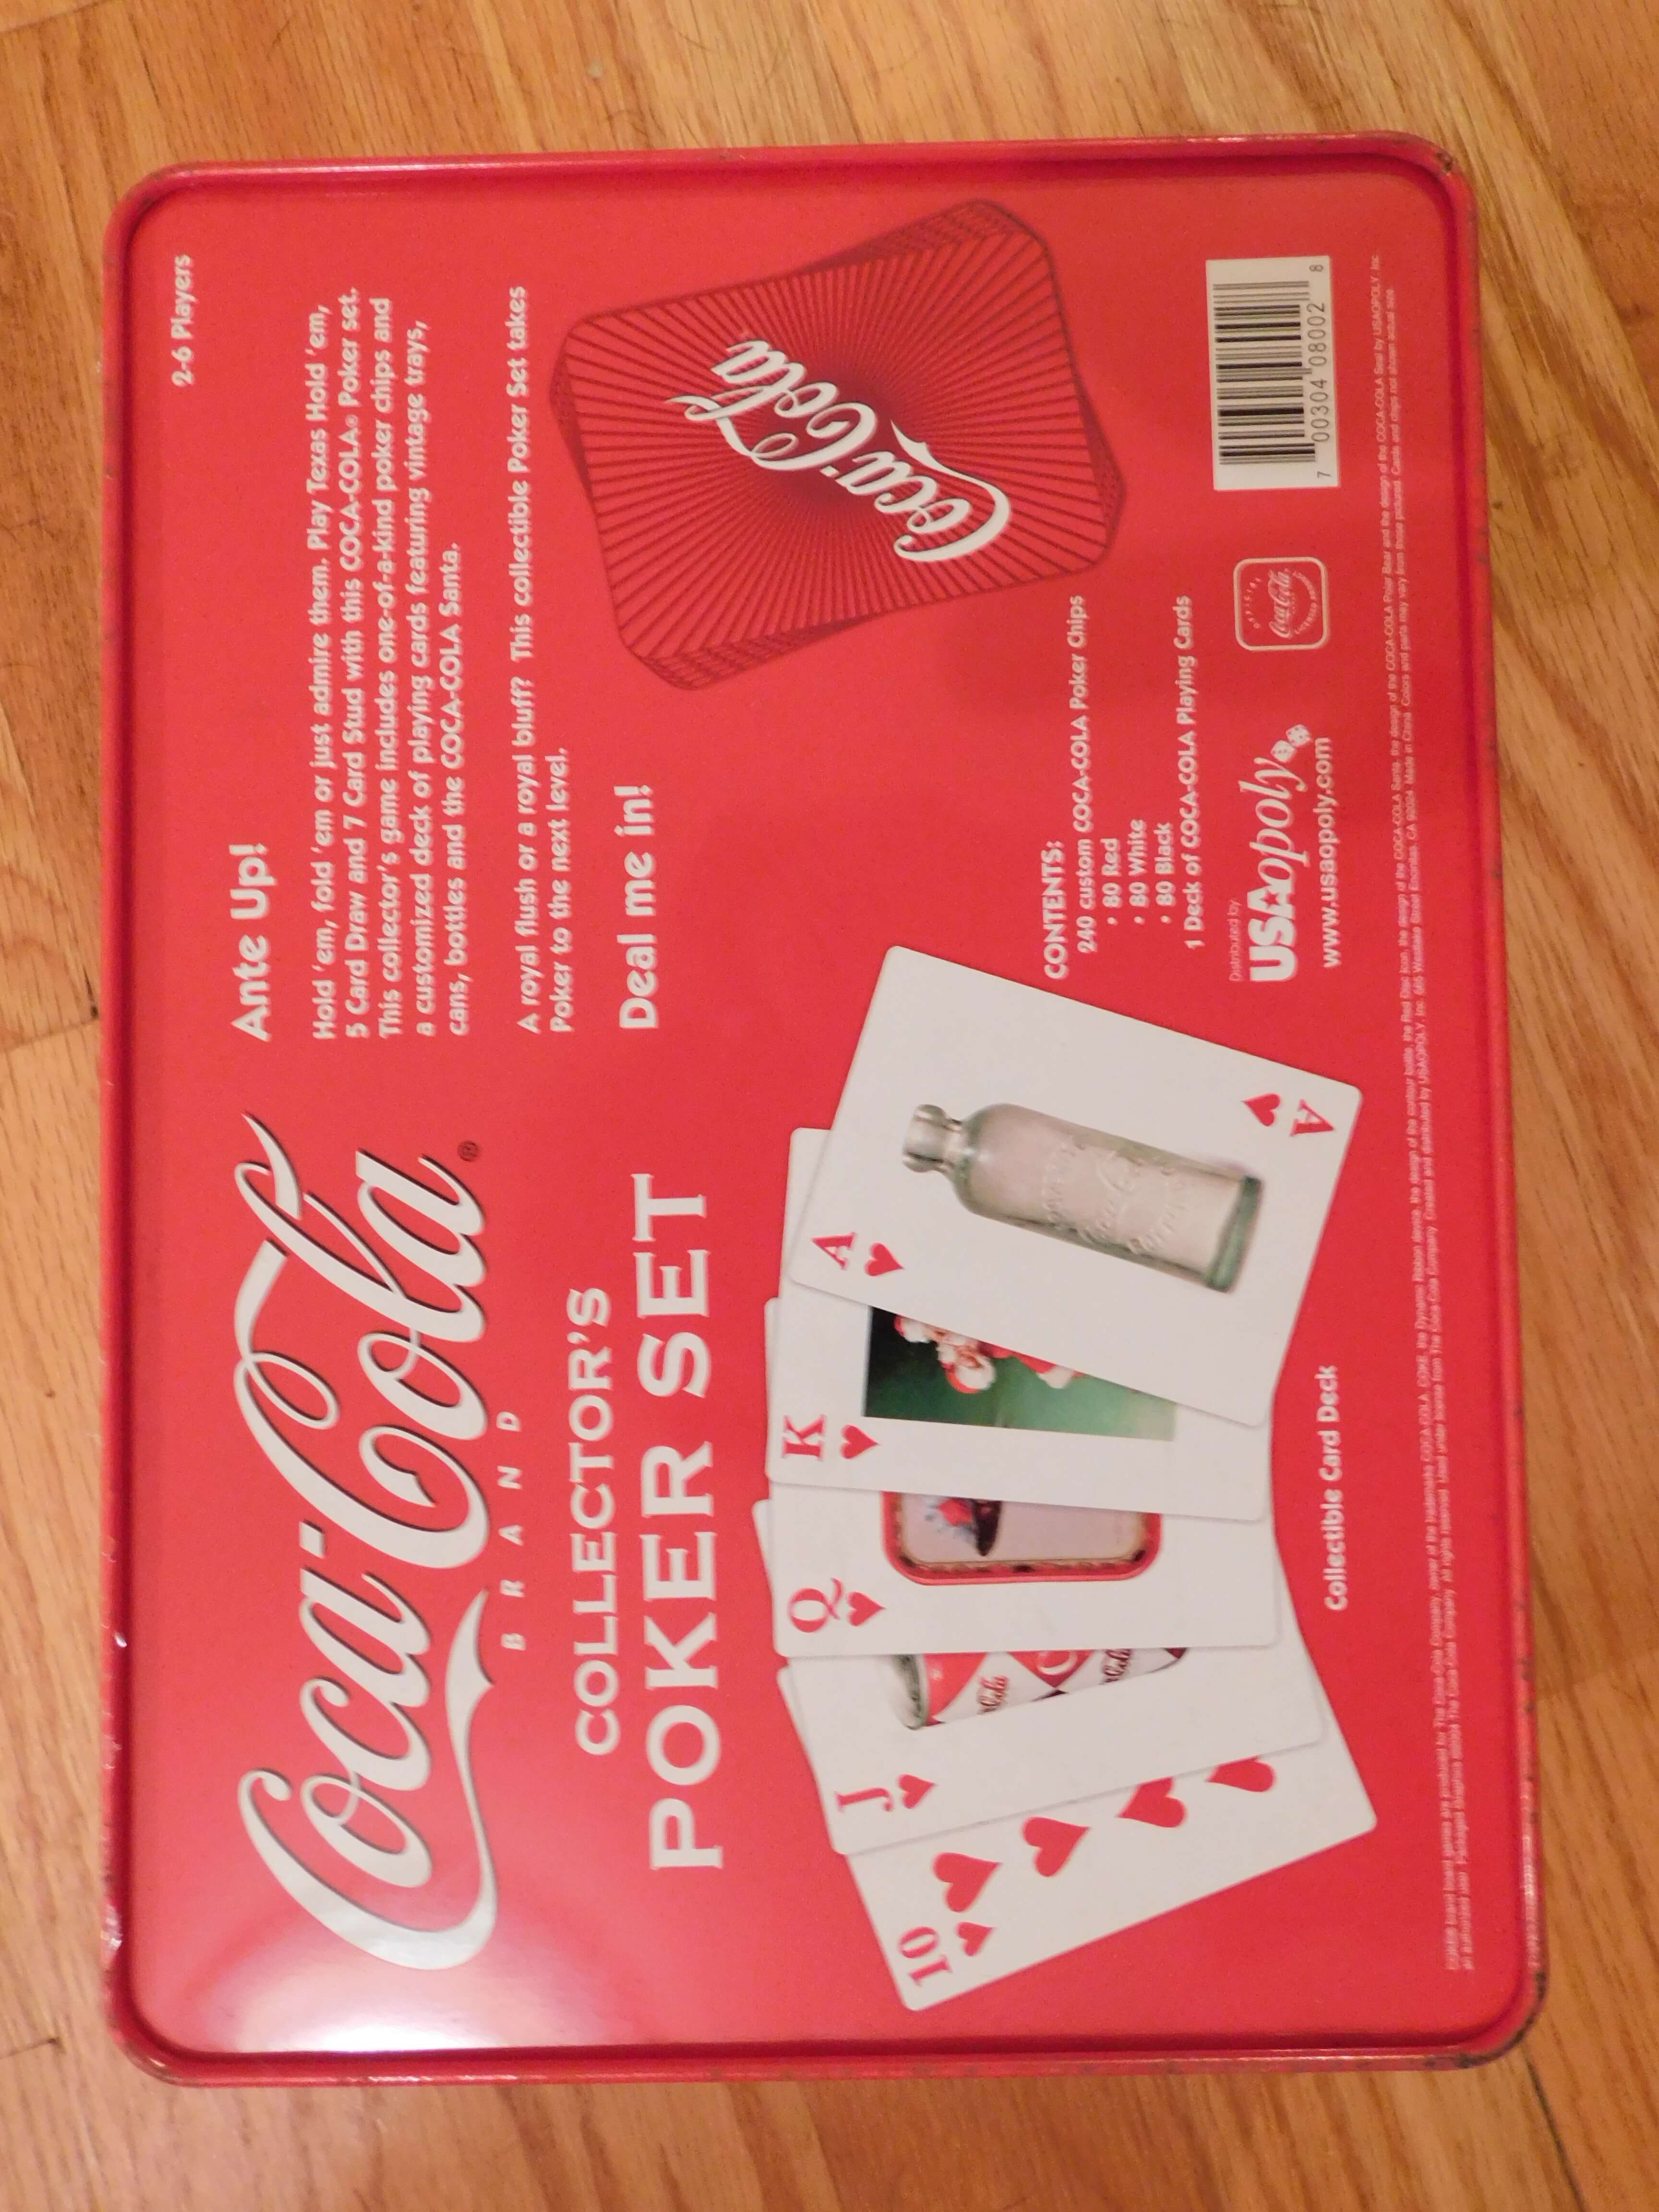 2-6 Players
Coca-Cola®
BRAND
COLLECTOR'S
POKER SET
Ante Up!
Hold 'em, fold 'em or just admire them. Play Texas Hold 'em,
5 Card Draw and 7 Card Stud with this COCA-COLA® Poker set.
This collector's game includes one-of-a-kind poker chips and
a customized deck of playing cards featuring vintage trays,
cans, bottles and the COCA-COLA Santa.
A royal flush or a royal bluff? This collectible Poker Set takes
Poker to the next level.
Deal me in!
Coca-Cola
10
J
Q
K
A
Coca-Cola
A
Collectible Card Deck
CONTENTS:
240 custom COCA-COLA Poker Chips
• 80 Red
• 80 White
• 80 Black
1 Deck of COCA-COLA Playing Cards
Distributed by
USAopoly
www.usaopoly.com
Coca-Cola
7 00304 08002 8